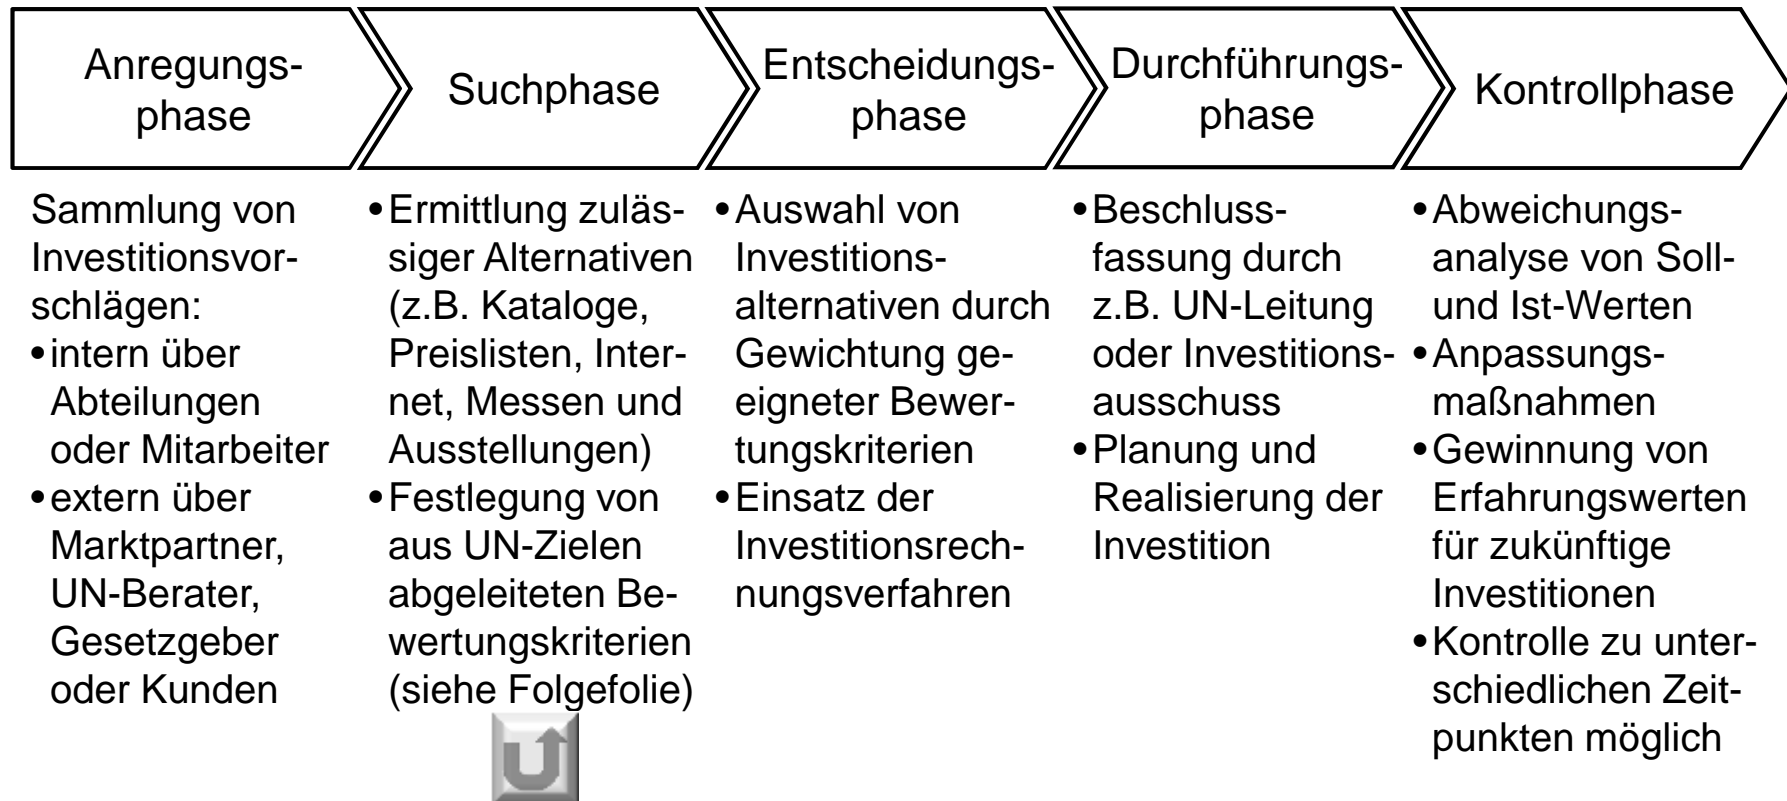 Anregungs-
phase
Suchphase
Entscheidungs-
phase
Durchführungs-
phase
Kontrollphase
Sammlung von
Investitionsvor-
schlägen:
•intern über
Abteilungen
oder Mitarbeiter
•extern über
Marktpartner,
UN-Berater,
Gesetzgeber
oder Kunden
•Ermittlung zuläs-
siger Alternativen
(z.B. Kataloge,
Preislisten, Inter-
net, Messen und
Ausstellungen)
•Festlegung von
aus UN-Zielen
abgeleiteten Be-
wertungskriterien
(siehe Folgefolie)
•Auswahl von
Investitions-
alternativen durch
Gewichtung ge-
eigneter Bewer-
tungskriterien
•Einsatz der
Investitionsrech-
nungsverfahren
•Beschluss-
fassung durch
z.B. UN-Leitung
oder Investitions-
ausschuss
•Planung und
Realisierung der
Investition
•Abweichungs-
analyse von Soll-
und Ist-Werten
•Anpassungs-
maßnahmen
•Gewinnung von
Erfahrungswerten
für zukünftige
Investitionen
•Kontrolle zu unter-
schiedlichen Zeit-
punkten möglich